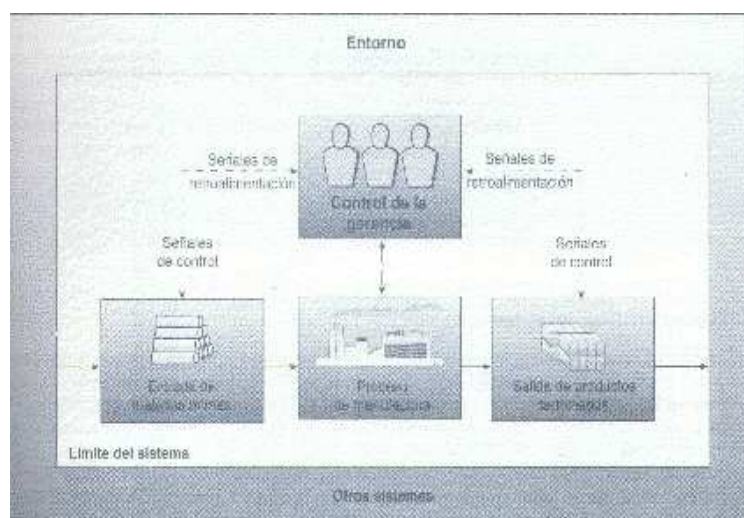 Entorno
Señales de
retroalimentación
Señales de
retroalimentación
Control de la
gerencia
Señales
de control
Señales
de control
Entrada de
materias primas
Proceso
de manufactura
Salida de productos
terminados
Límite del sistema
Otros sistemas